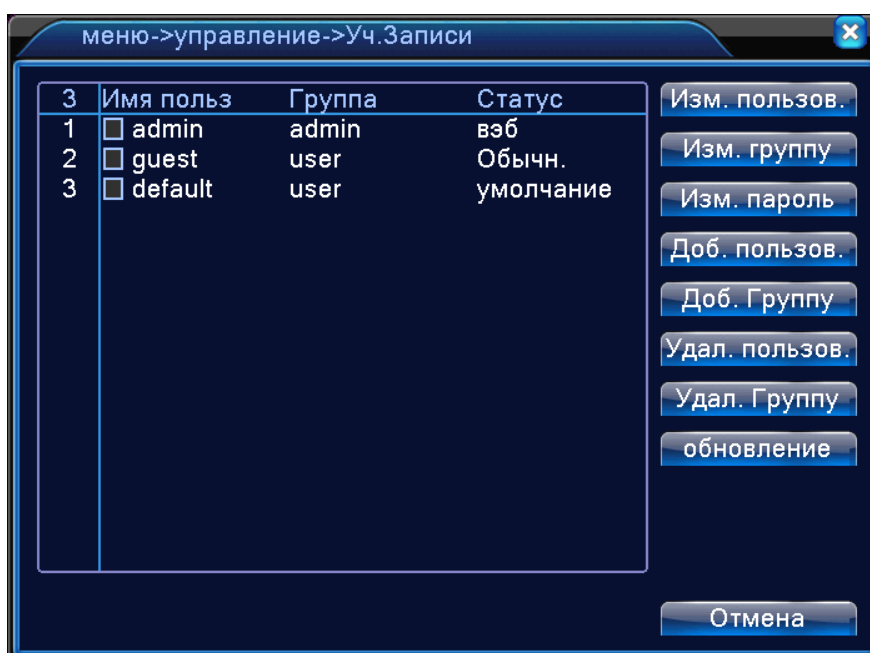 меню->управление->Уч.Записи
3 Имя польз Группа Статус
1 admin admin вэб
2 guest user Обычн.
3 default user умолчание
Изм. пользов.
Изм. группу
Изм. пароль
Доб. пользов.
Доб. Группу
Удал. пользов.
Удал. Группу
обновление
Отмена